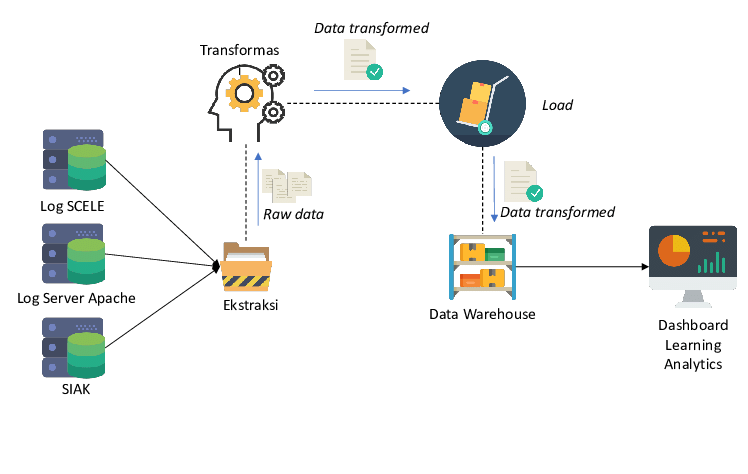 Data transformed
Transformas
Load
Log SCELE
Raw data
Data transformed
Log Server Apache
Ekstraksi
Data Warehouse
Dashboard
Learning
Analytics
SIAK